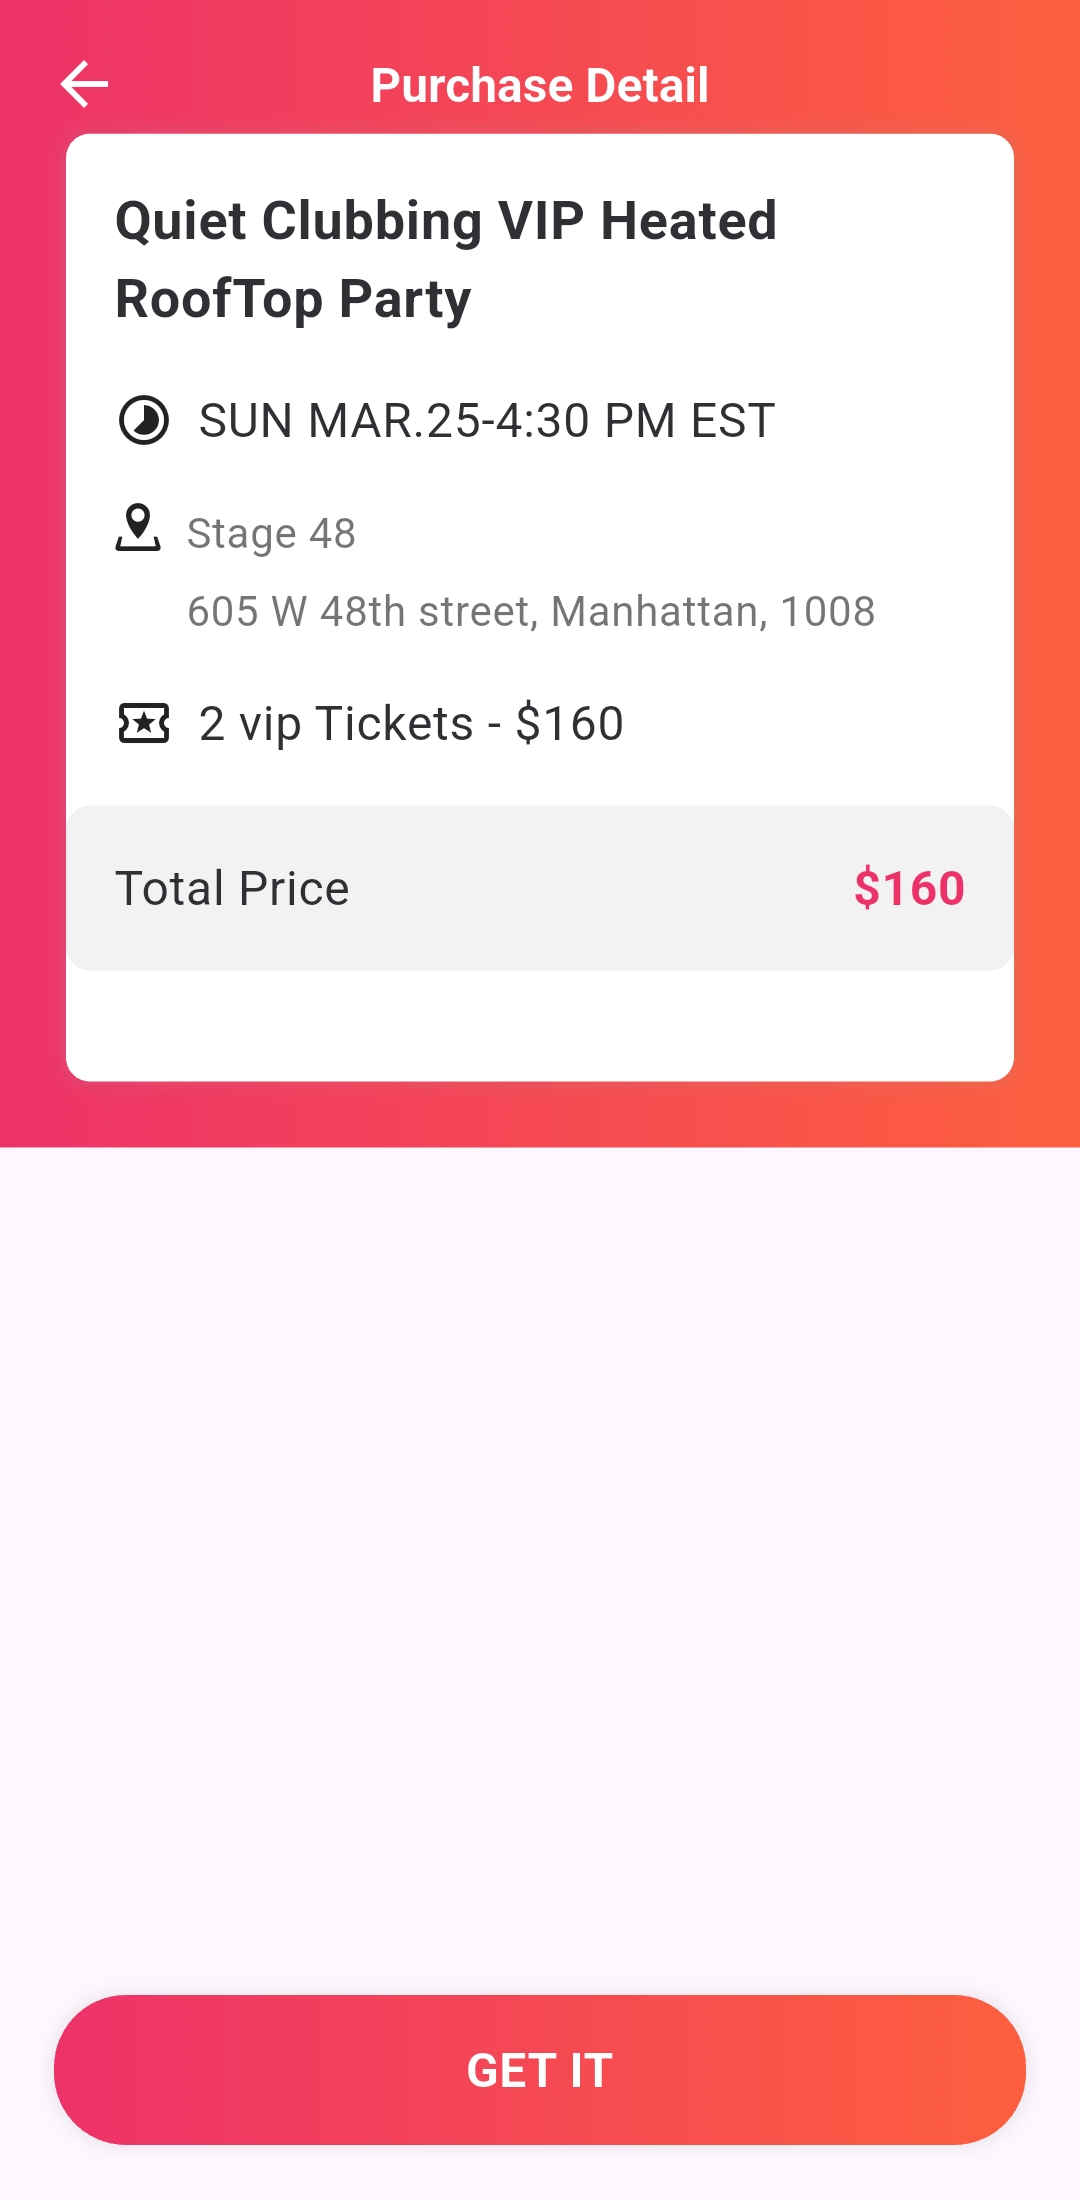 Purchase Detail
Quiet Clubbing VIP Heated
RoofTop Party
SUN MAR.25-4:30 PM EST
Stage 48
605 W 48th street, Manhattan, 1008
2 vip Tickets - $160
Total Price $160
GET IT